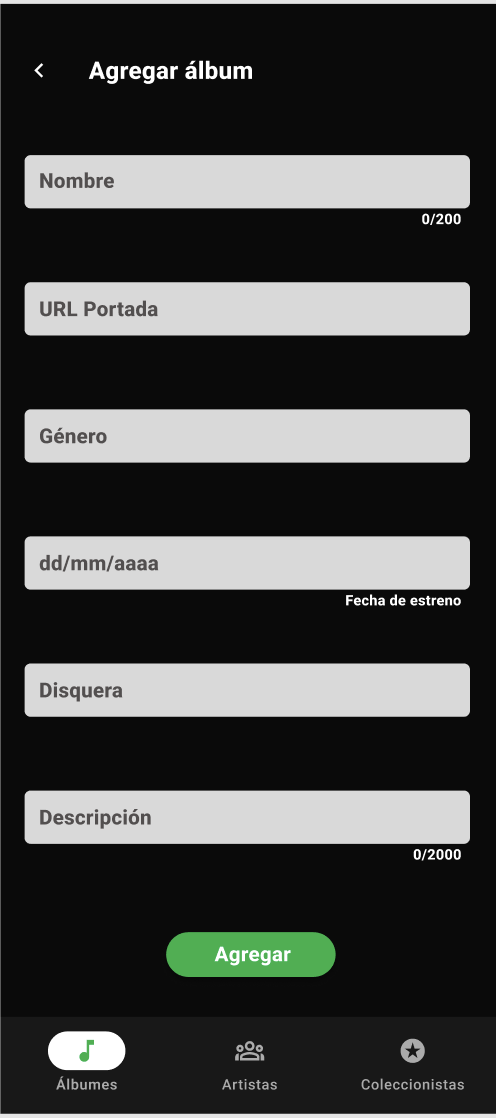 Agregar álbum
Nombre
0/200
URL Portada
Género
dd/mm/aaaa
Fecha de estreno
Disquera
Descripción
0/2000
Agregar
Álbumes Artistas Coleccionistas